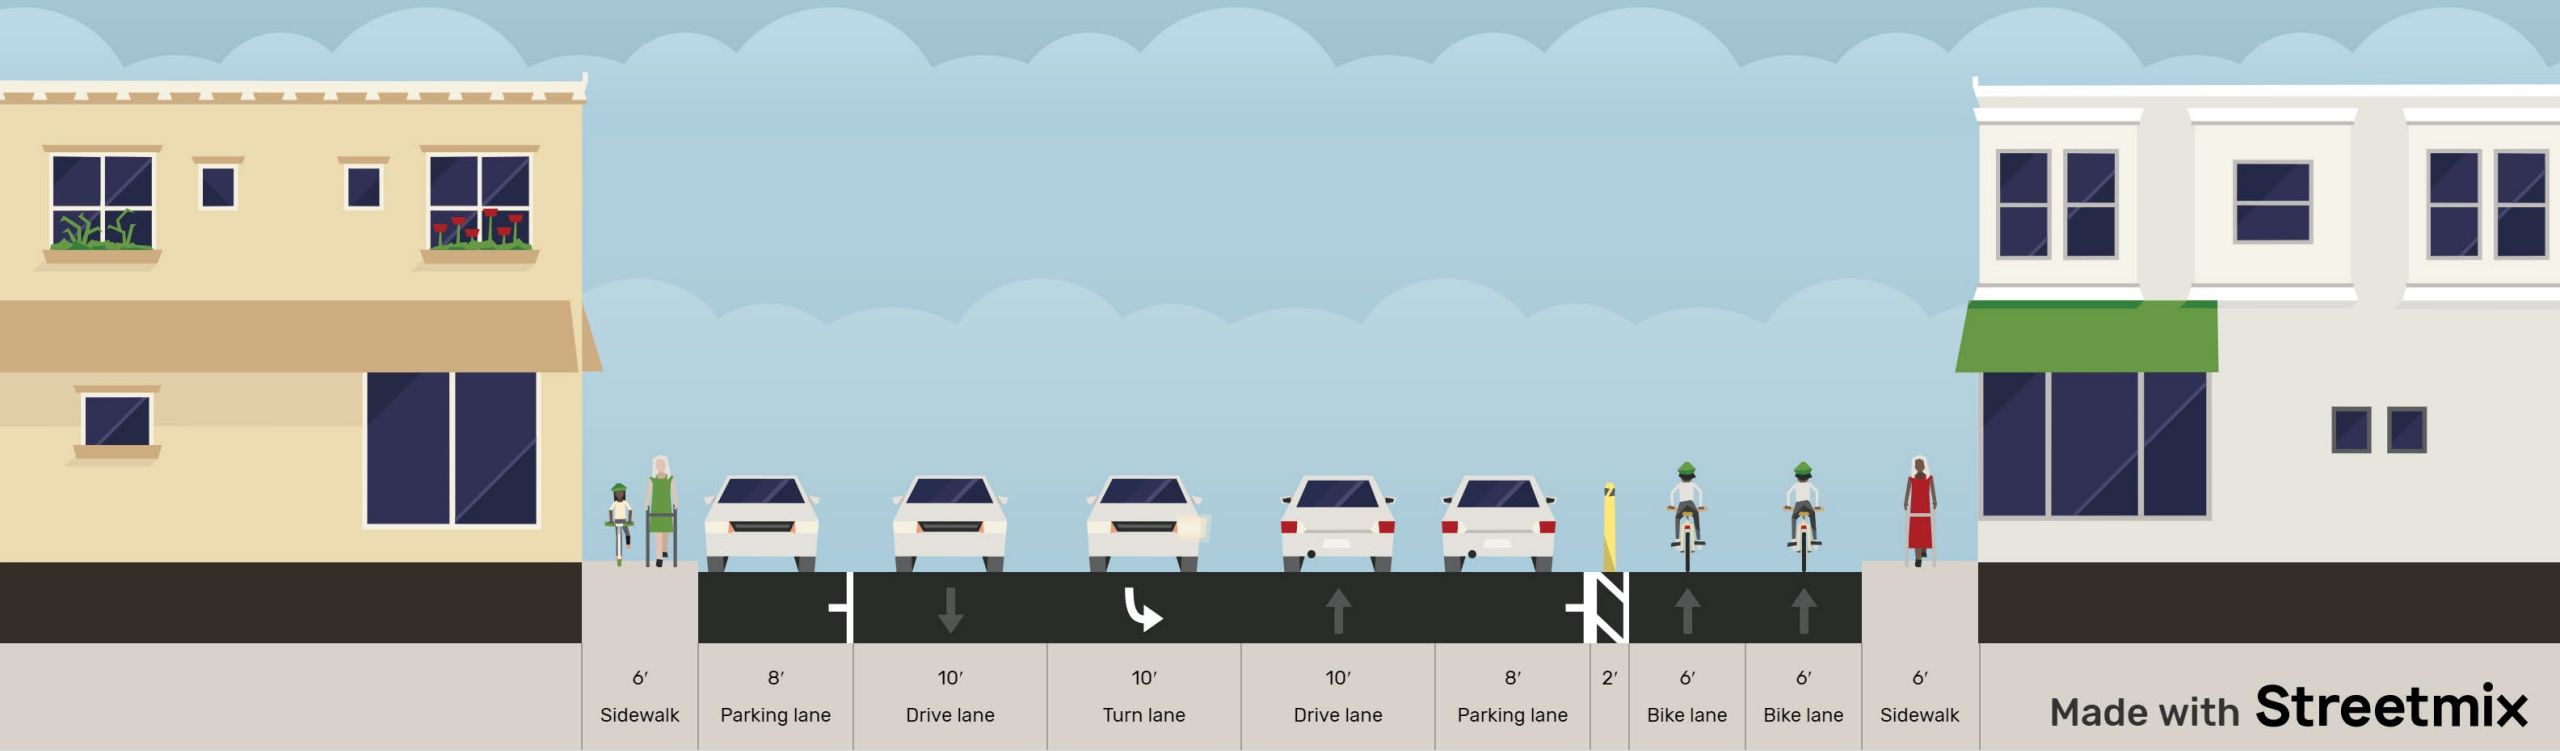 6′ 8′ 10′ 10′ 10′ 8′ 2′ 6′ 6′ 6′
Sidewalk Parking lane Drive lane Turn lane Drive lane Parking lane Bike lane Bike lane Sidewalk
Made with Streetmix